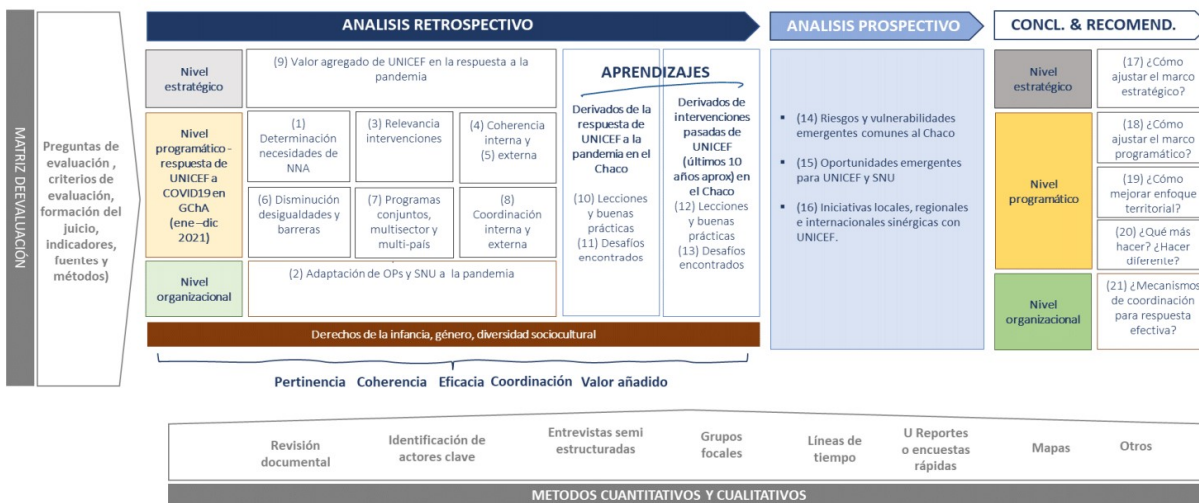 MATRIZ DEEVALUACIÓN
Preguntas de
evaluación ,
criterios de
evaluación,
formación del
juicio,
indicadores,
fuentes y
métodos)
ANALISIS RETROSPECTIVO
Nivel
estratégico
(9) Valor agregado de UNICEF en la respuesta a la
pandemia
Nivel
programático -
respuesta de
UNICEF a
COVID19 en
GChA
(ene –dic
2021)
(1)
Determinación
necesidades de
NNA
(3) Relevancia
intervenciones
(4) Coherencia
interna y
(5) externa
(6) Disminución
desigualdades y
barreras
(7) Programas
conjuntos,
multisector y
multi-país
(8)
Coordinación
interna y
externa
Nivel
organizacional
(2) Adaptación de OPs y SNU a la pandemia
APRENDIZAJES
Derivados de la
respuesta de
UNICEF a la
pandemia en el
Chaco
(10) Lecciones
y buenas
prácticas
(11) Desafíos
encontrados
Derivados de
intervenciones
pasadas de
UNICEF
(últimos 10
años aprox) en
el Chaco
(12) Lecciones
y buenas
prácticas
(13) Desafíos
encontrados
Derechos de la infancia, género, diversidad sociocultural
Pertinencia Coherencia Eficacia Coordinación Valor añadido
ANALISIS PROSPECTIVO
▪ (14) Riesgos y vulnerabilidades
emergentes comunes al Chaco
▪ (15) Oportunidades emergentes
para UNICEF y SNU
▪ (16) Iniciativas locales, regionales
e internacionales sinérgicas con
UNICEF.
CONCL. & RECOMEND.
Nivel
estratégico
(17) ¿Cómo
ajustar el marco
estratégico?
Nivel
programático
(18) ¿Cómo
ajustar el marco
programático?
(19) ¿Cómo
mejorar enfoque
territorial?
(20) ¿Qué más
hacer? ¿Hacer
diferente?
Nivel
organizacional
(21) ¿Mecanismos
de coordinación
para respuesta
efectiva?
Revisión
documental
Identificación de
actores clave
Entrevistas semi
estructuradas
Grupos
focales
Líneas de
tiempo
U Reportes
o encuestas
rápidas
Mapas
Otros
METODOS CUANTITATIVOS Y CUALITATIVOS